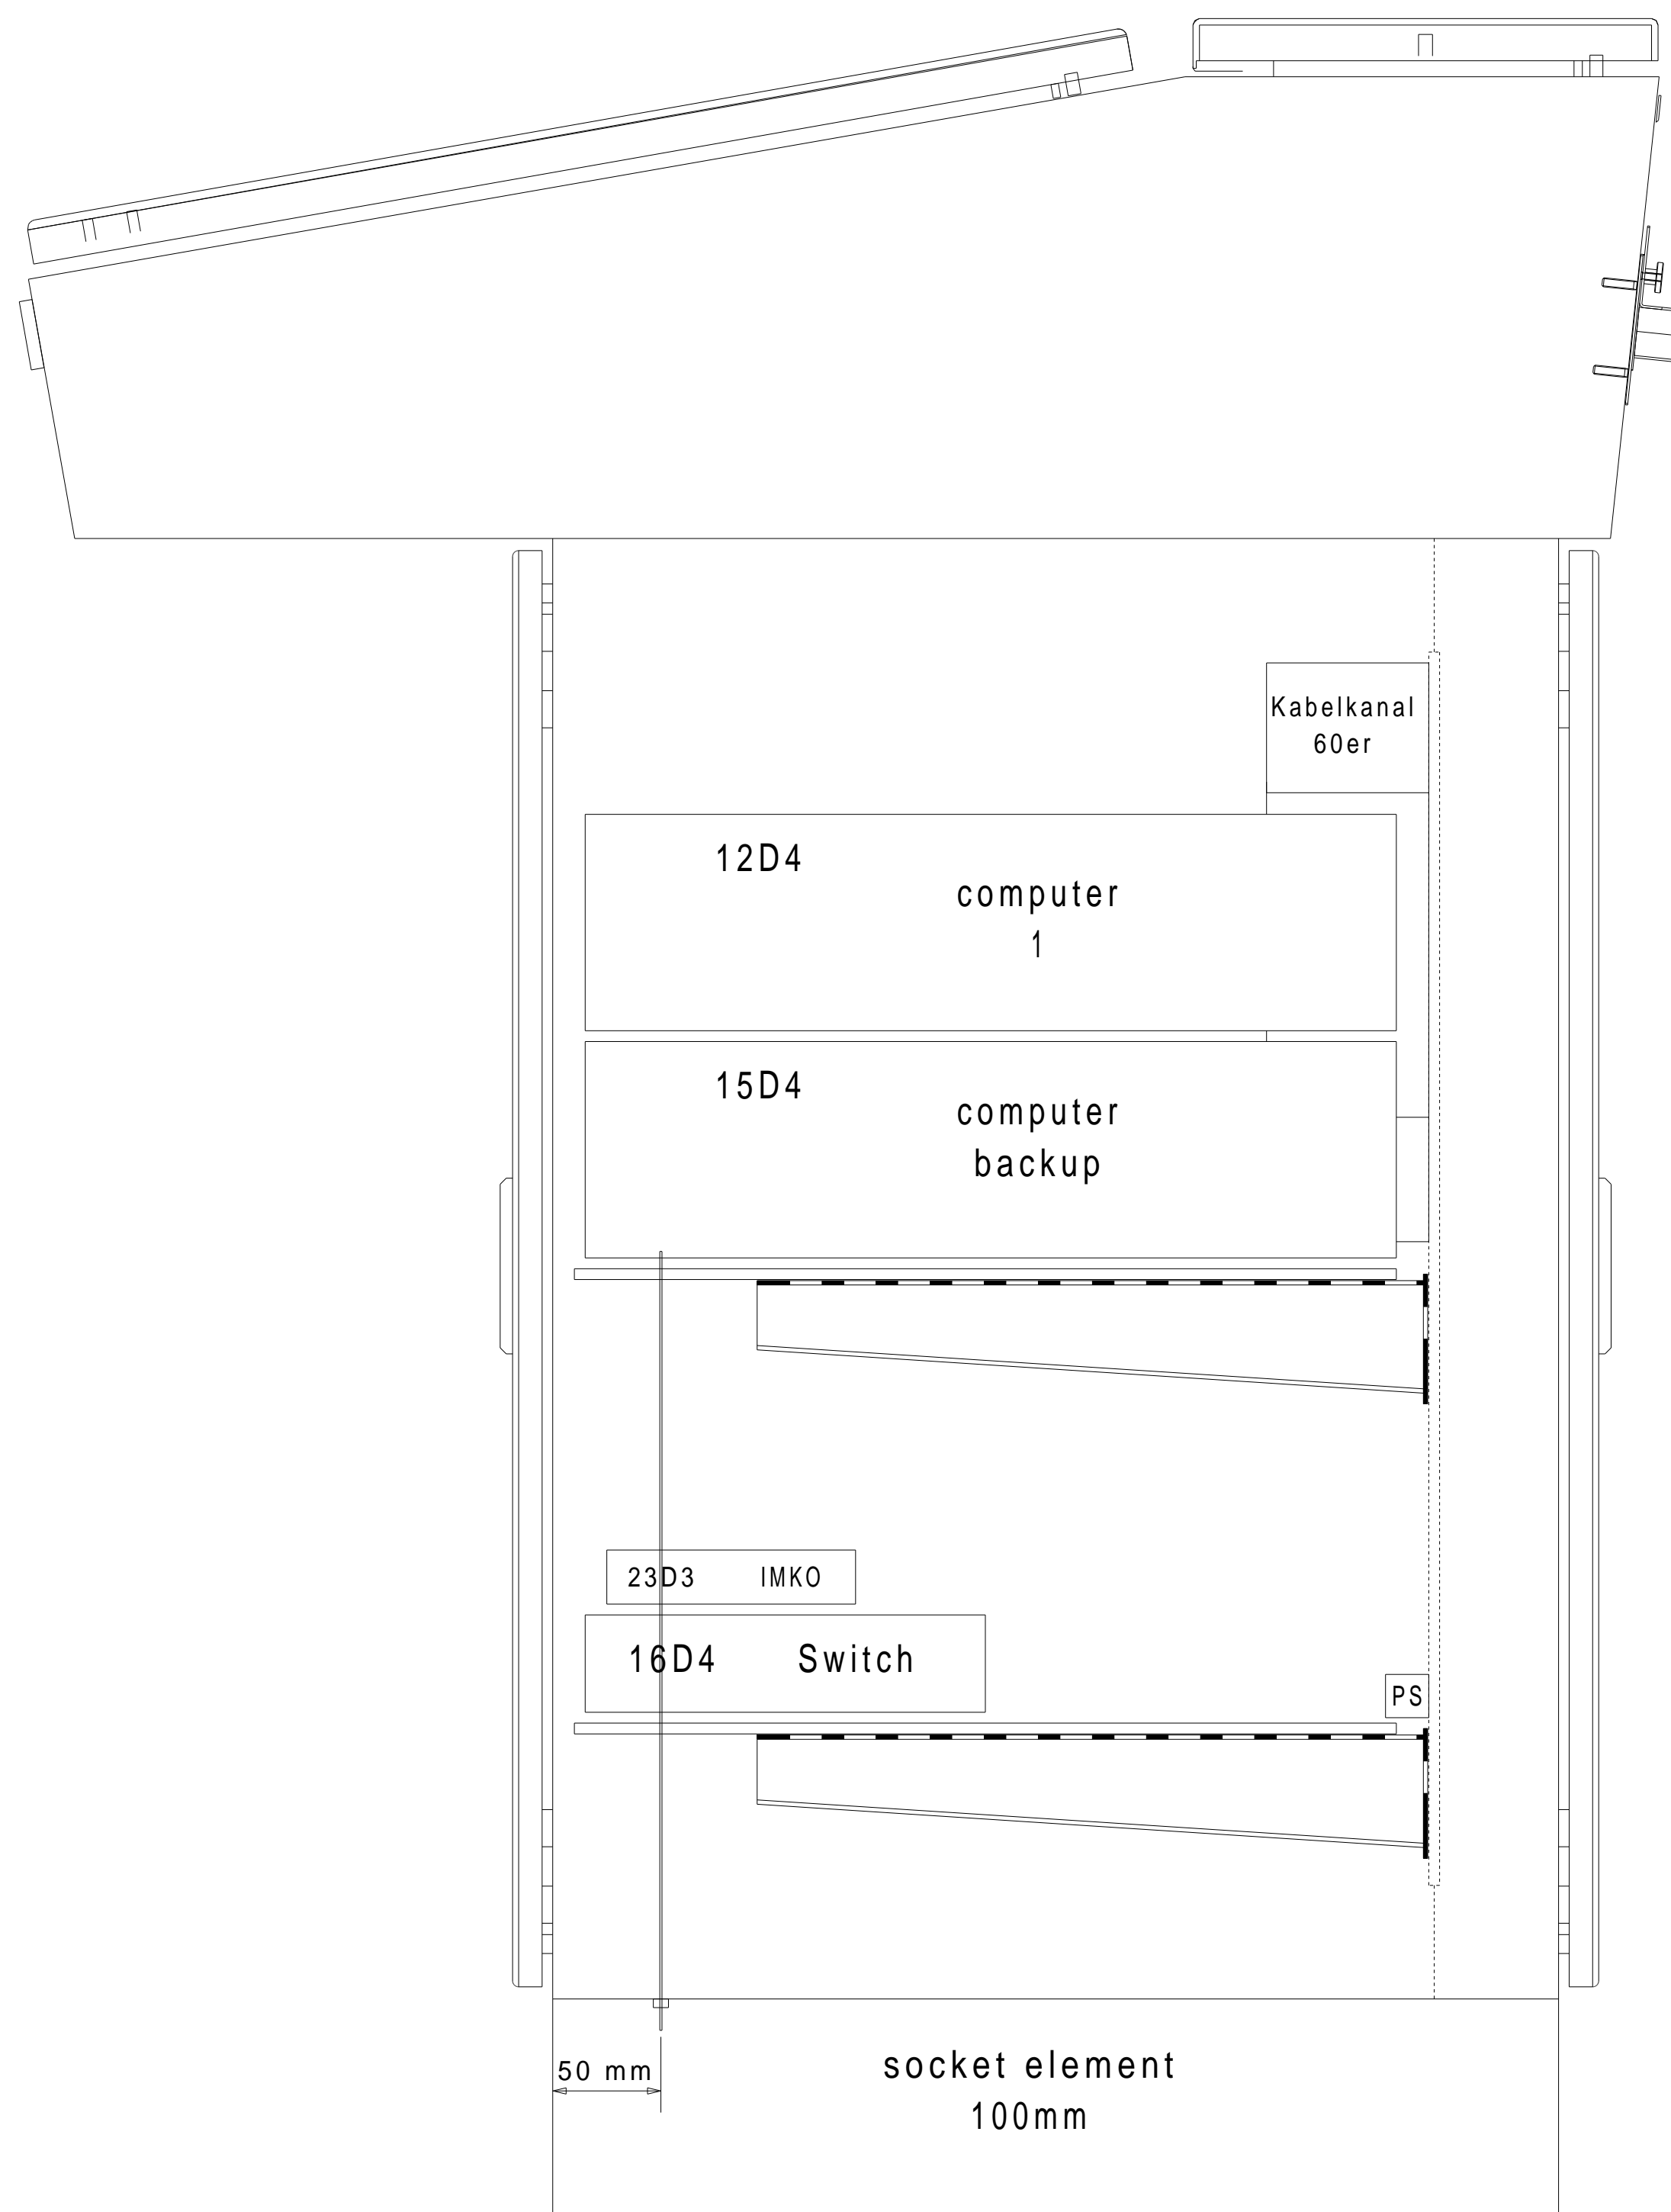 Kabelkanal
60er
12D4
computer
1
15D4
computer
backup
23D3 IMKO
16D4 Switch
PS
50 mm
socket element
100mm